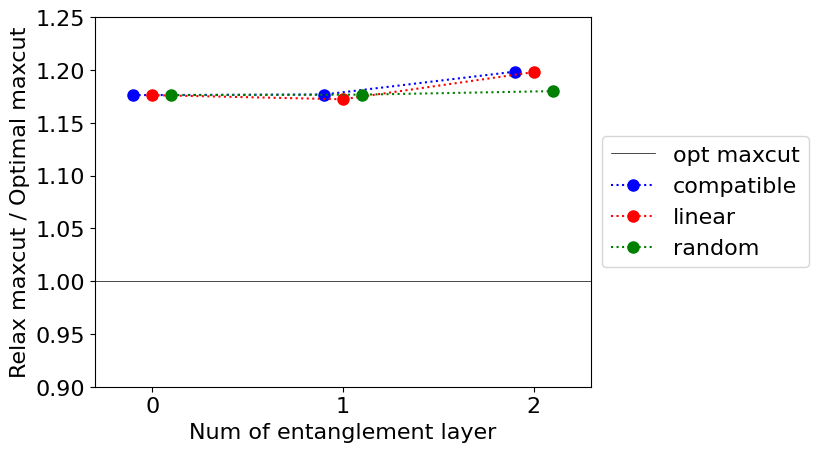 1.25
1.20
1.15
1.10
1.05
1.00
0.95
0.90
Relax maxcut / Optimal maxcut
0 1 2
Num of entanglement layer
opt maxcut
compatible
linear
random